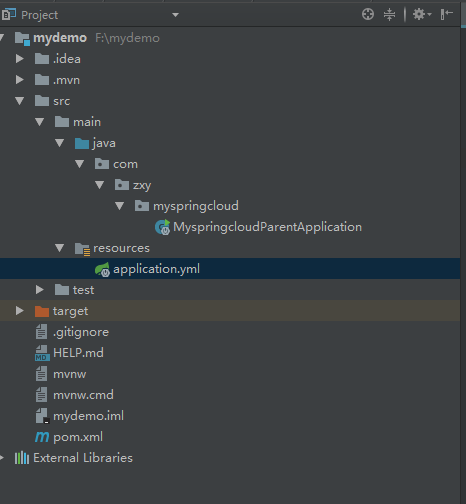 Project
mydemo F:\mydemo
.idea
.mvn
src
main
java
com
zxy
myspringcloud
MyspringcloudParentApplication
resources
application.yml
test
target
.gitignore
HELP.md
mvnw
mvnw.cmd
mydemo.iml
pom.xml
External Libraries